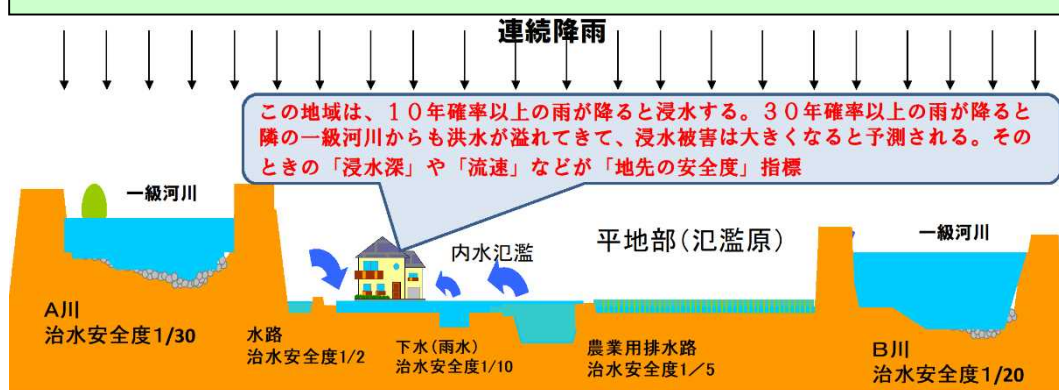 連続降雨
この地域は、１０年確率以上の雨が降ると浸水する。３０年確率以上の雨が降ると
隣の一級河川からも洪水が溢れてきて、浸水被害は大きくなると予測される。その
ときの「浸水深」や「流速」などが「地先の安全度」指標
一級河川
内水氾濫
平地部(氾濫原)
一級河川
A川
治水安全度1/30
水路
治水安全度1/2
下水(雨水)
治水安全度1/10
農業用排水路
治水安全度1／5
B川
治水安全度1/20